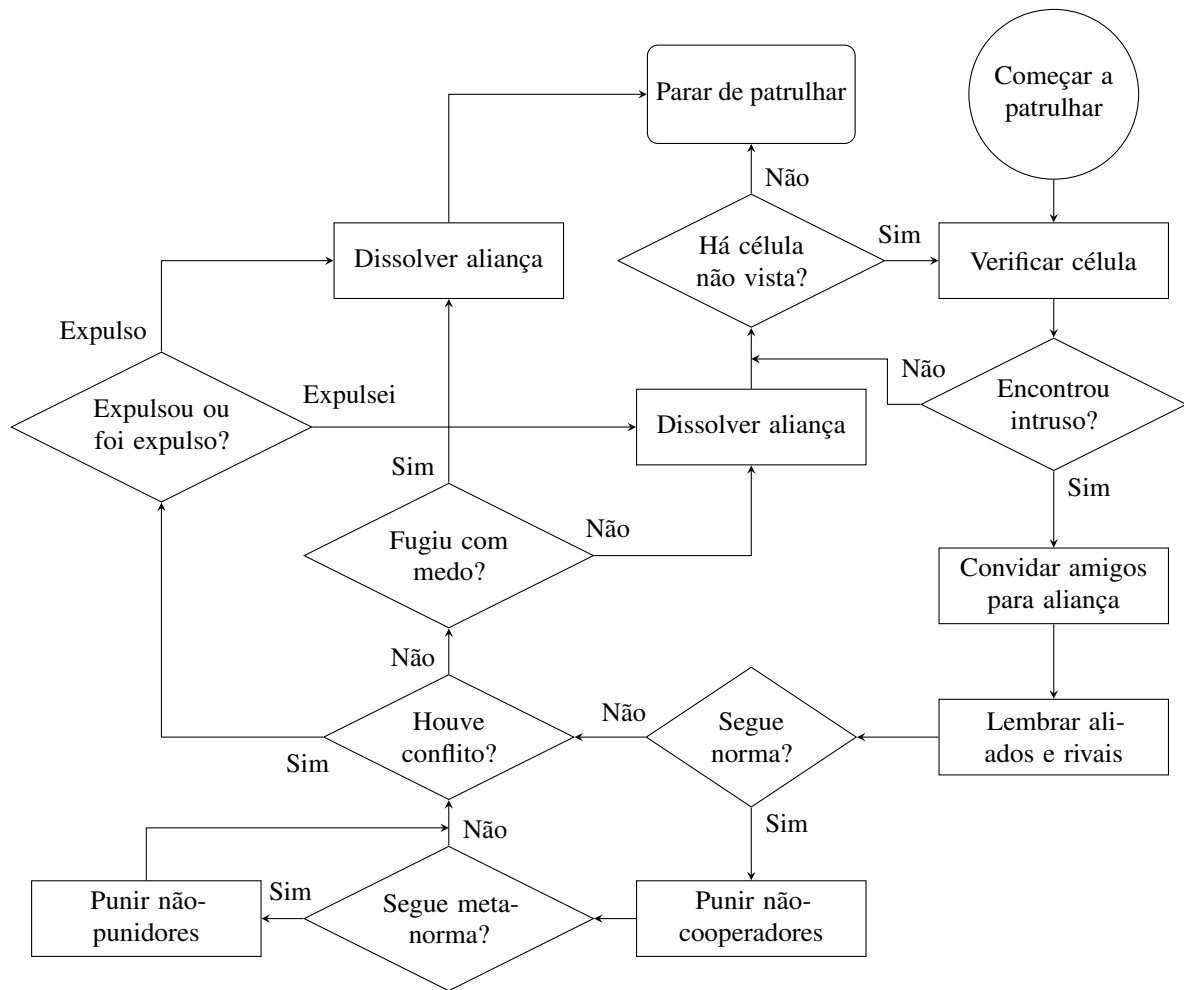 Começar a
patrulhar
Parar de patrulhar
Não
Há célula
não vista?
Sim
Verificar célula
Dissolver aliança
Expulso
Expulsou ou
foi expulso?
Expulsei
Dissolver aliança
Não
Encontrou
intruso?
Sim
Sim
Fugiu com
medo?
Não
Convidar amigos
para aliança
Não
Houve
conflito?
Sim
Não
Segue
norma?
Sim
Lembrar ali-
ados e rivais
Não
Punir não-
punidores
Sim
Segue meta-
norma?
Punir não-
cooperadores